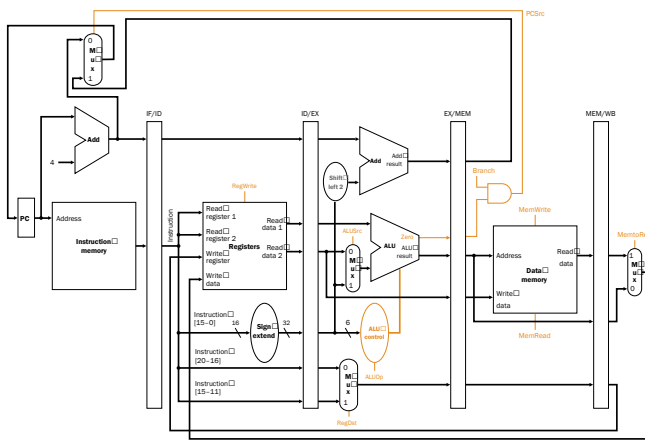 PCSrc
0
M
u
x
1
IF/ID
ID/EX
EX/MEM
MEM/WB
Add
4
Add
Add
result
Shift
left 2
Branch
RegWrite
MemWrite
PC
Address
Instruction
memory
Instruction
Read
register 1
Read
register 2
Write
register
Write
data
Registers
Read
data 1
Read
data 2
ALUSrc
0
M
u
x
1
Zero
ALU
ALU
result
Address
Write
data
Read
data
Data
memory
MemRead
1
M
u
x
0
Instruction
[15–0]
16
Sign
extend
32
6
ALU
control
ALUOp
Instruction
[20–16]
Instruction
[15–11]
0
M
u
x
1
RegDst